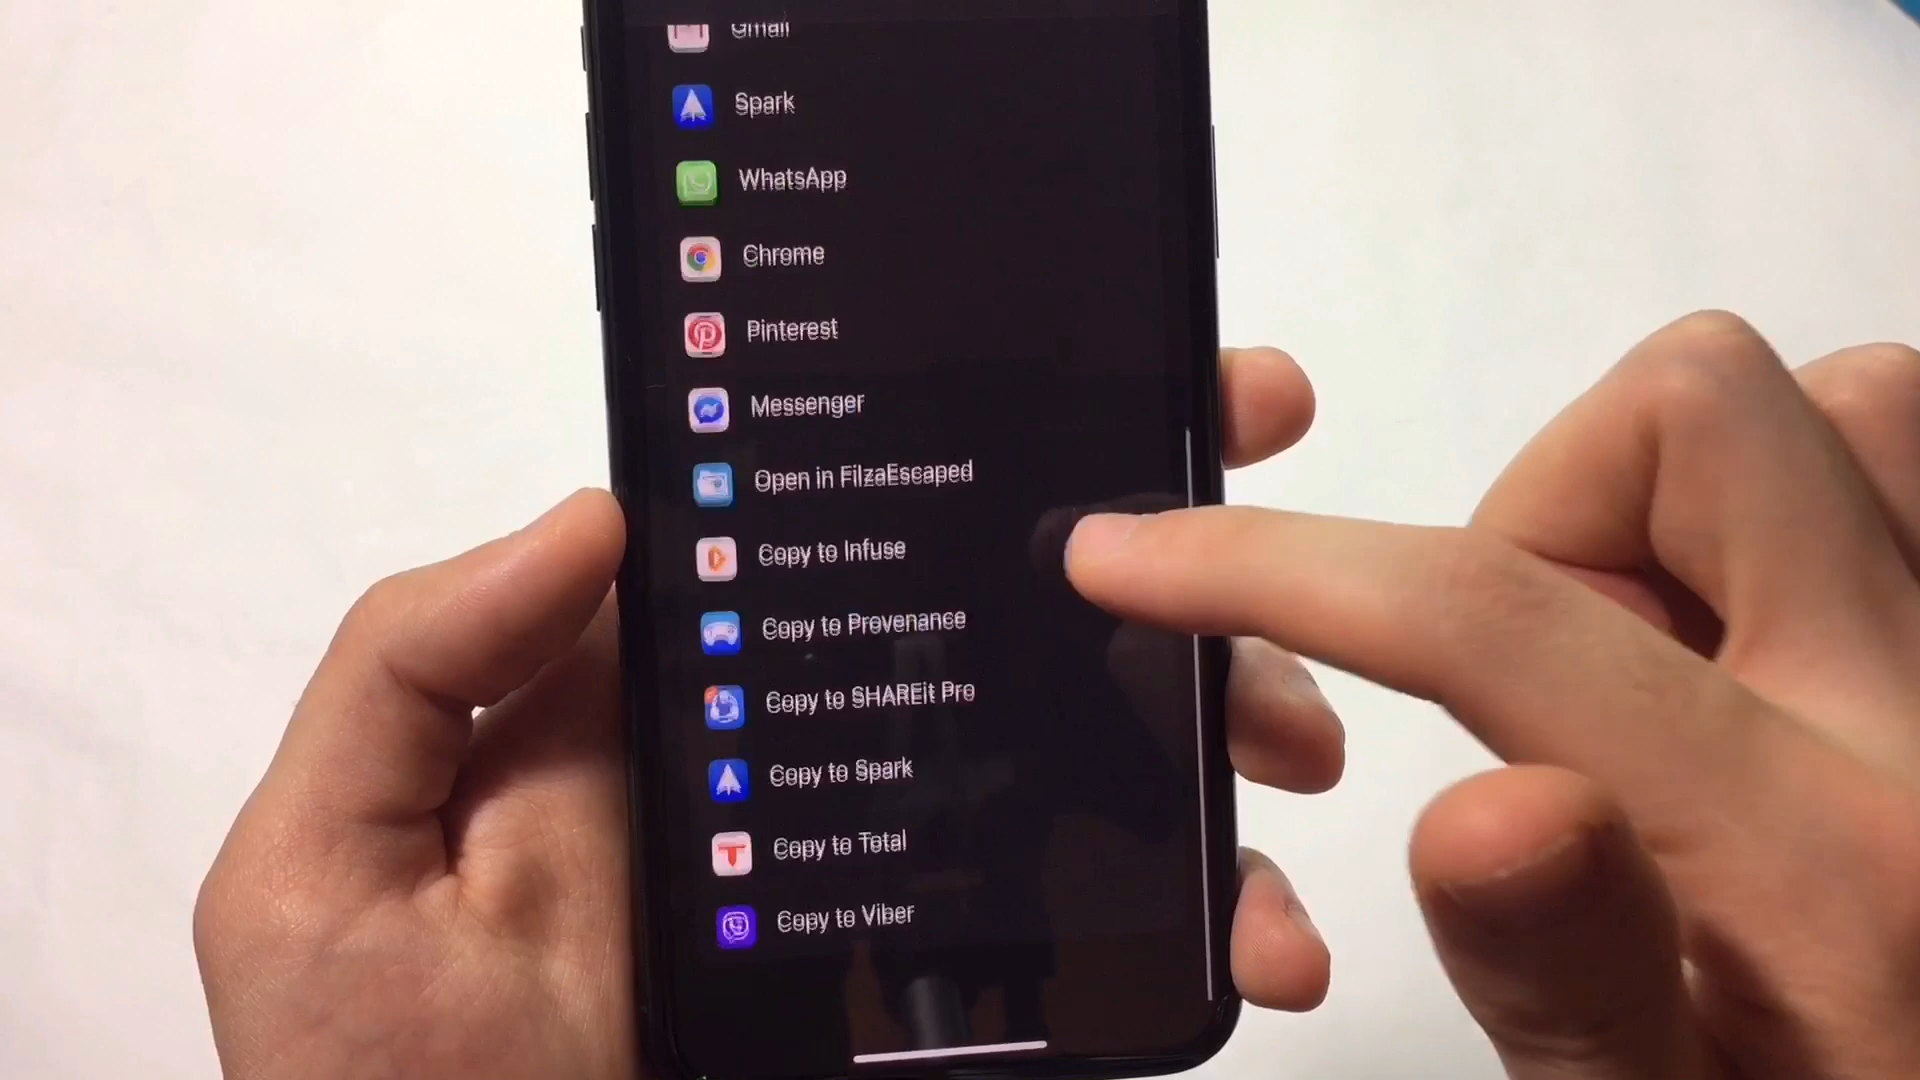 Gmail
Spark
WhatsApp
Chrome
Pinterest
Messenger
Open in FilzaEscaped
Copy to Infuse
Copy to Provenance
Copy to SHAREit Pro
Copy to Spark
Copy to Total
Copy to Viber